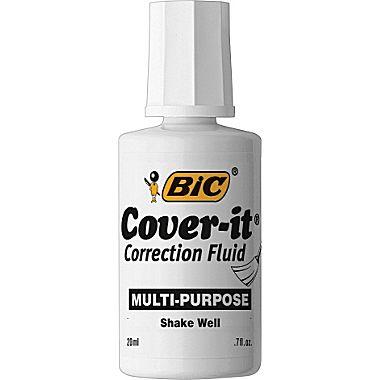 BiC ®
Cover-it®
Correction Fluid
MULTI-PURPOSE
Shake Well
20ml .7fl.oz.